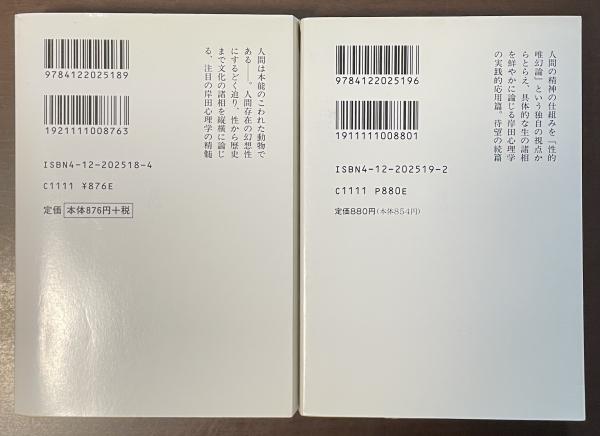 9784122025189
1921111008763
ISBN4-12-202518-4
C1111 ¥876E
定価 本体876円+税
人間は本能のこわれた動物で
ある──。人間存在の幻想性
にするどく迫り、性から歴史
まで文化の諸相を縦横に論じ
る、注目の岸田心理学の精髄
9784122025196
1911111008801
ISBN4-12-202519-2
C1111 P880E
定価880円(本体854円)
人間の精神の仕組みを『性的
唯幻論』という独自の視点か
らとらえ、具体的な生の諸相
を鮮やかに論じる岸田心理学
の実践的応用篇。待望の続篇